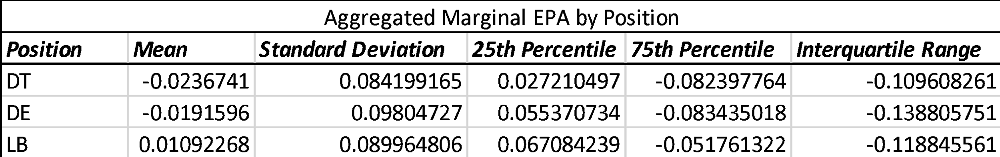 Aggregated Marginal EPA by Position
Position Mean Standard Deviation 25th Percentile 75th Percentile Interquartile Range
DT -0.0236741 0.084199165 0.027210497 -0.082397764 -0.109608261
DE -0.0191596 0.09804727 0.055370734 -0.083435018 -0.138805751
LB 0.01092268 0.089964806 0.067084239 -0.051761322 -0.118845561